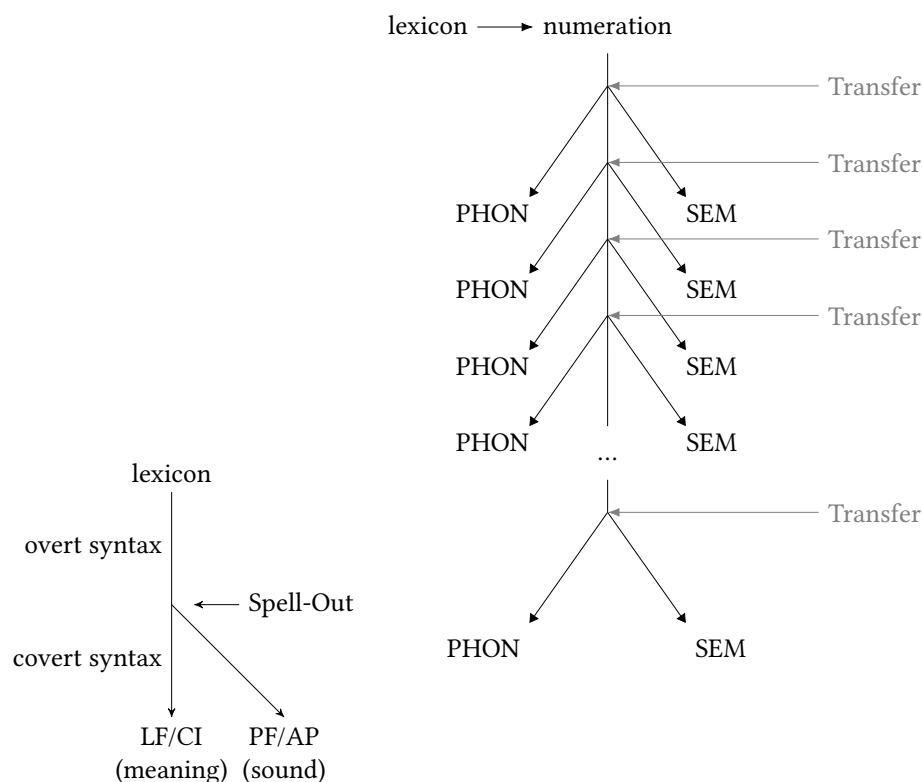 lexicon numeration
Transfer
Transfer
PHON SEM
Transfer
PHON SEM
Transfer
PHON SEM
PHON SEM
...
lexicon
Transfer
overt syntax
Spell-Out
PHON SEM
covert syntax
LF/CI PF/AP
(meaning) (sound)